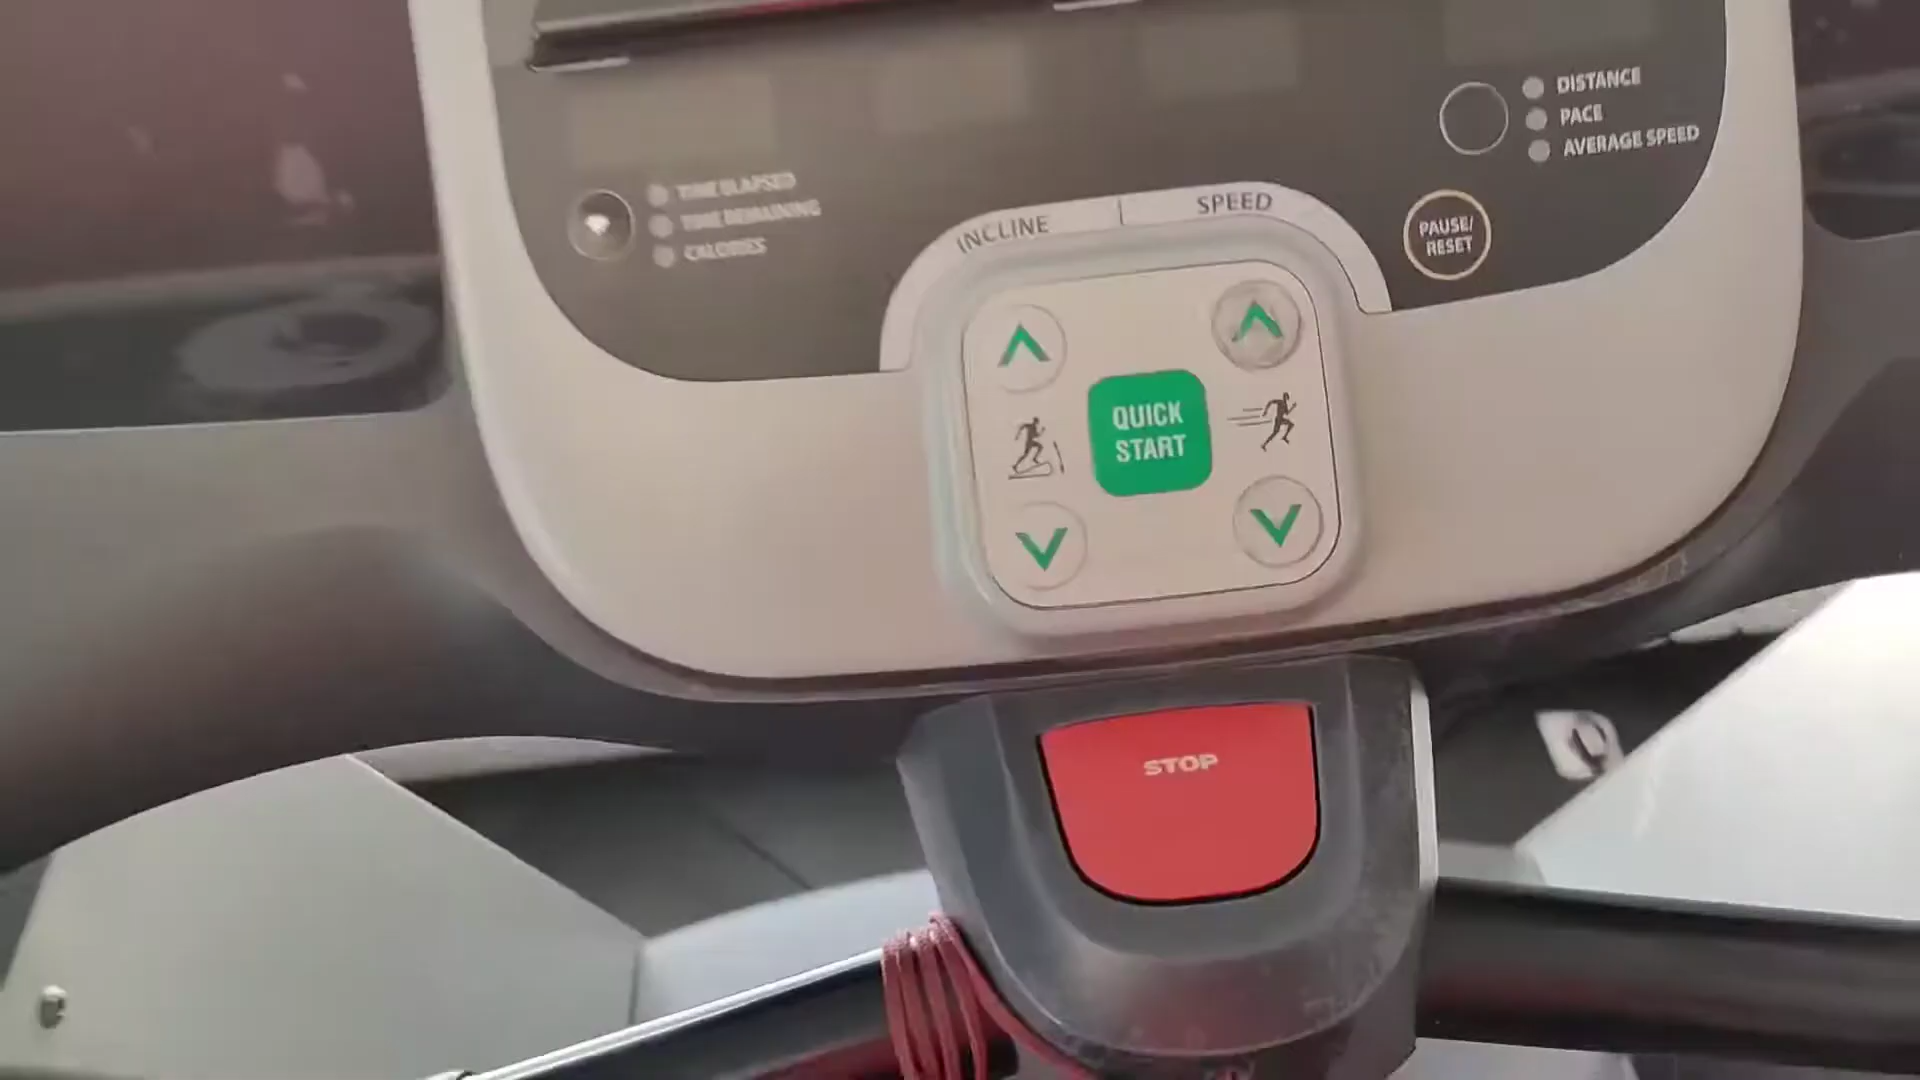 DISTANCE
PACE
AVERAGE SPEED
TIME ELAPSED
TIME REMAINING
CALORIES
INCLINE | SPEED
PAUSE/
RESET
QUICK
START
STOP